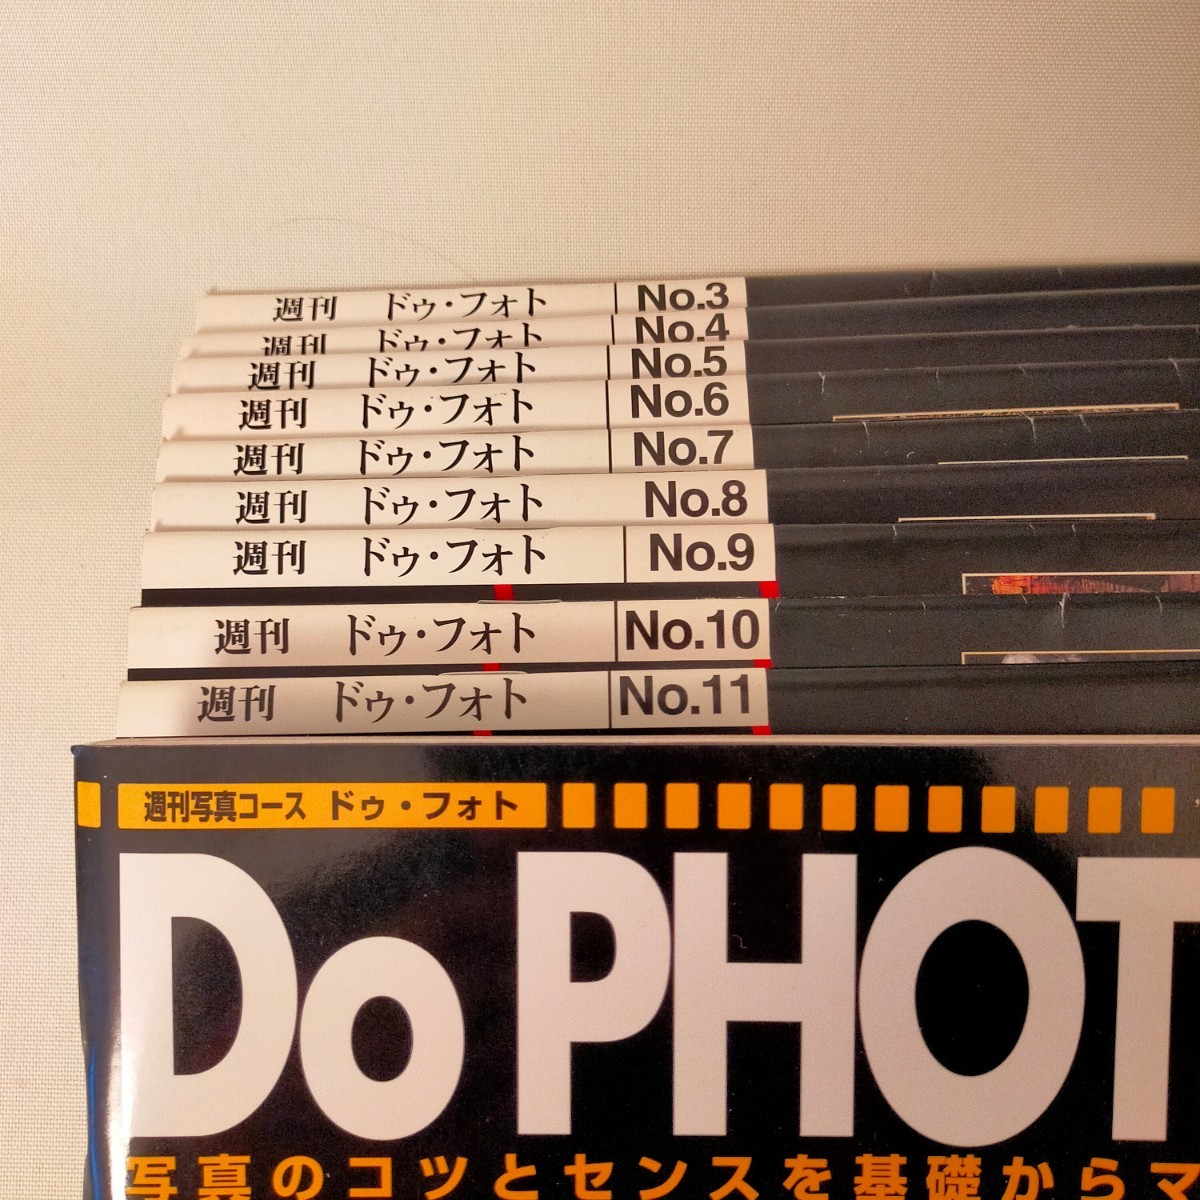 週刊 ドゥ・フォト No.3
週刊 ドゥ・フォト No.4
週刊 ドゥ・フォト No.5
週刊 ドゥ・フォト No.6
週刊 ドゥ・フォト No.7
週刊 ドゥ・フォト No.8
週刊 ドゥ・フォト No.9
週刊 ドゥ・フォト No.10
週刊 ドゥ・フォト No.11
週刊写真コース ドゥ・フォト
Do PHOT
写真のコツとセンスを基礎からマ